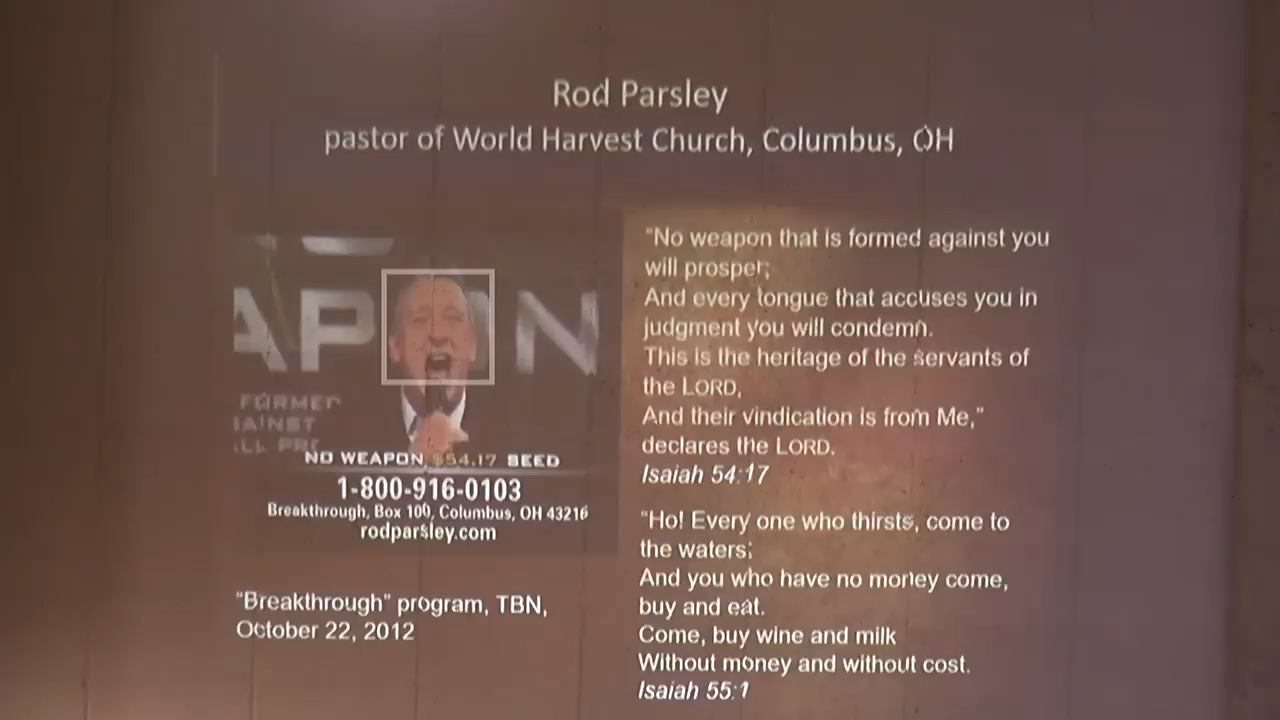 Rod Parsley
pastor of World Harvest Church, Columbus, OH
AP N
FORMED
AINST
LL PR
NO WEAPON $54.17 SEED
1-800-916-0103
Breakthrough, Box 100, Columbus, OH 43216
rodparsley.com
"Breakthrough" program, TBN,
October 22, 2012
"No weapon that is formed against you
will prosper;
And every tongue that accuses you in
judgment you will condemn.
This is the heritage of the servants of
the LORD,
And their vindication is from Me,"
declares the LORD.
Isaiah 54:17
"Ho! Every one who thirsts, come to
the waters;
And you who have no money come,
buy and eat.
Come, buy wine and milk
Without money and without cost.
Isaiah 55:1